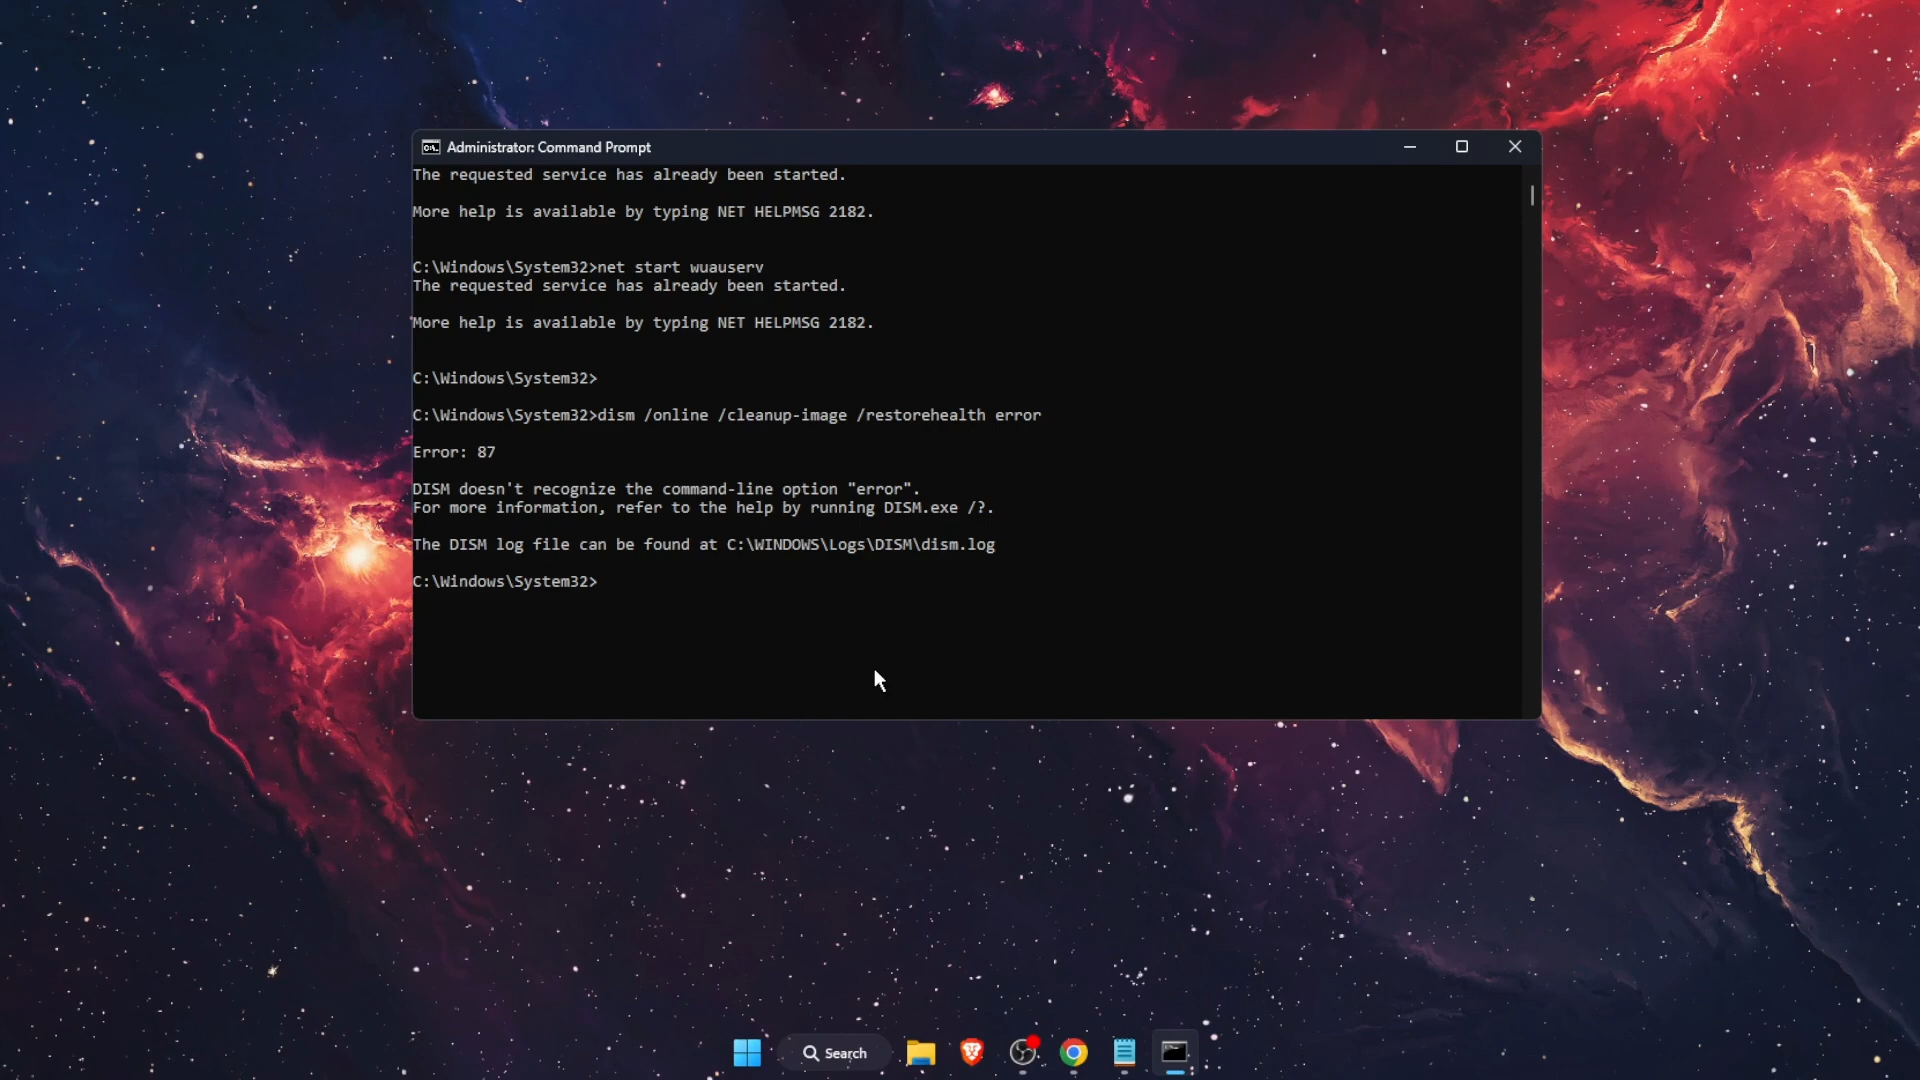 Administrator: Command Prompt
The requested service has already been started.
More help is available by typing NET HELPMSG 2182.
C:\Windows\System32>net start wuauserv
The requested service has already been started.
More help is available by typing NET HELPMSG 2182.
C:\Windows\System32>
C:\Windows\System32>dism /online /cleanup-image /restorehealth error
Error: 87
DISM doesn't recognize the command-line option "error".
For more information, refer to the help by running DISM.exe /?.
The DISM log file can be found at C:\WINDOWS\Logs\DISM\dism.log
C:\Windows\System32>
Search